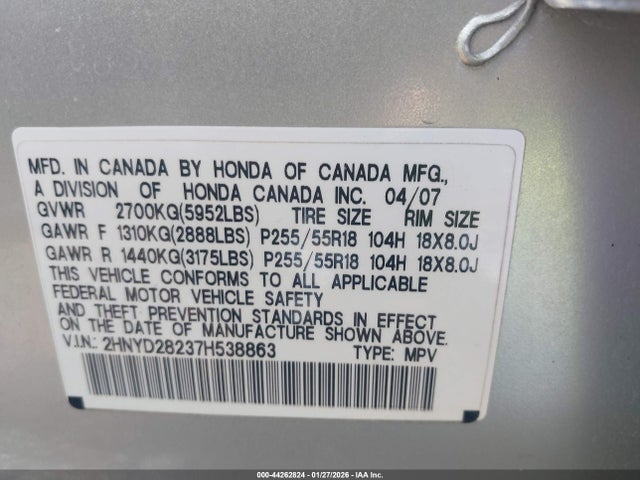 MFD. IN CANADA BY HONDA OF CANADA MFG.,
A DIVISION OF HONDA CANADA INC. 04/07
GVWR 2700KG(5952LBS) TIRE SIZE RIM SIZE
GAWR F 1310KG(2888LBS) P255/55R18 104H 18X8.0J
GAWR R 1440KG(3175LBS) P255/55R18 104H 18X8.0J
THIS VEHICLE CONFORMS TO ALL APPLICABLE
FEDERAL MOTOR VEHICLE SAFETY
AND THEFT PREVENTION STANDARDS IN EFFECT
ON THE DATE OF MANUFACTURE SHOWN ABOVE.
V.I.N.: 2HNYD28237H538863 TYPE: MPV
000-44262824 | 01/27/2026 | IAA Inc.